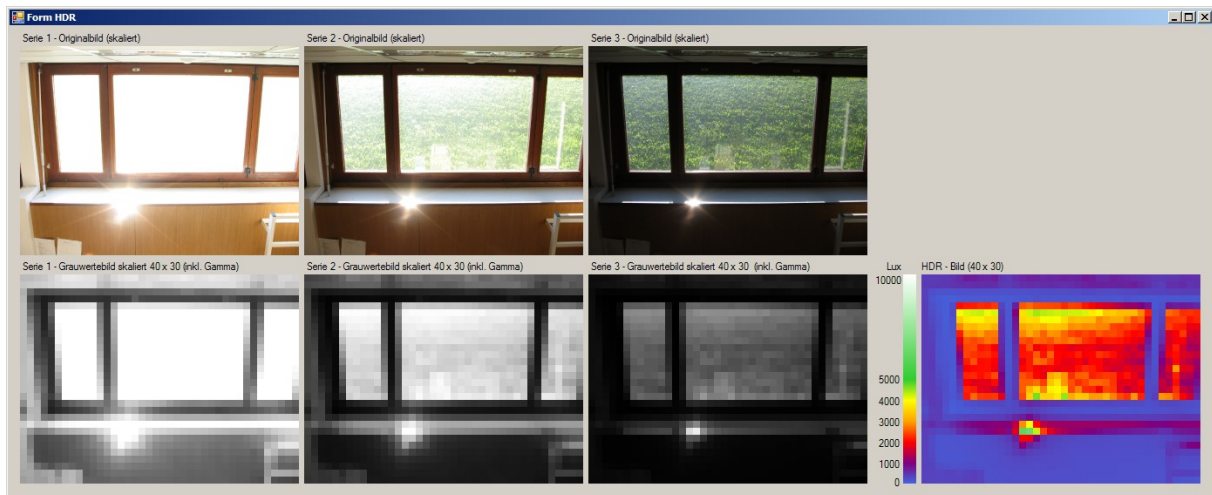 Form HDR
Serie 1 - Originalbild (skaliert)
Serie 2 - Originalbild (skaliert)
Serie 3 - Originalbild (skaliert)
Serie 1 - Grauwertebild skaliert 40 x 30 (inkl. Gamma)
Serie 2 - Grauwertebild skaliert 40 x 30 (inkl. Gamma)
Serie 3 - Grauwertebild skaliert 40 x 30 (inkl. Gamma)
Lux
HDR - Bild (40 x 30)
10000
5000
4000
3000
2000
1000
0